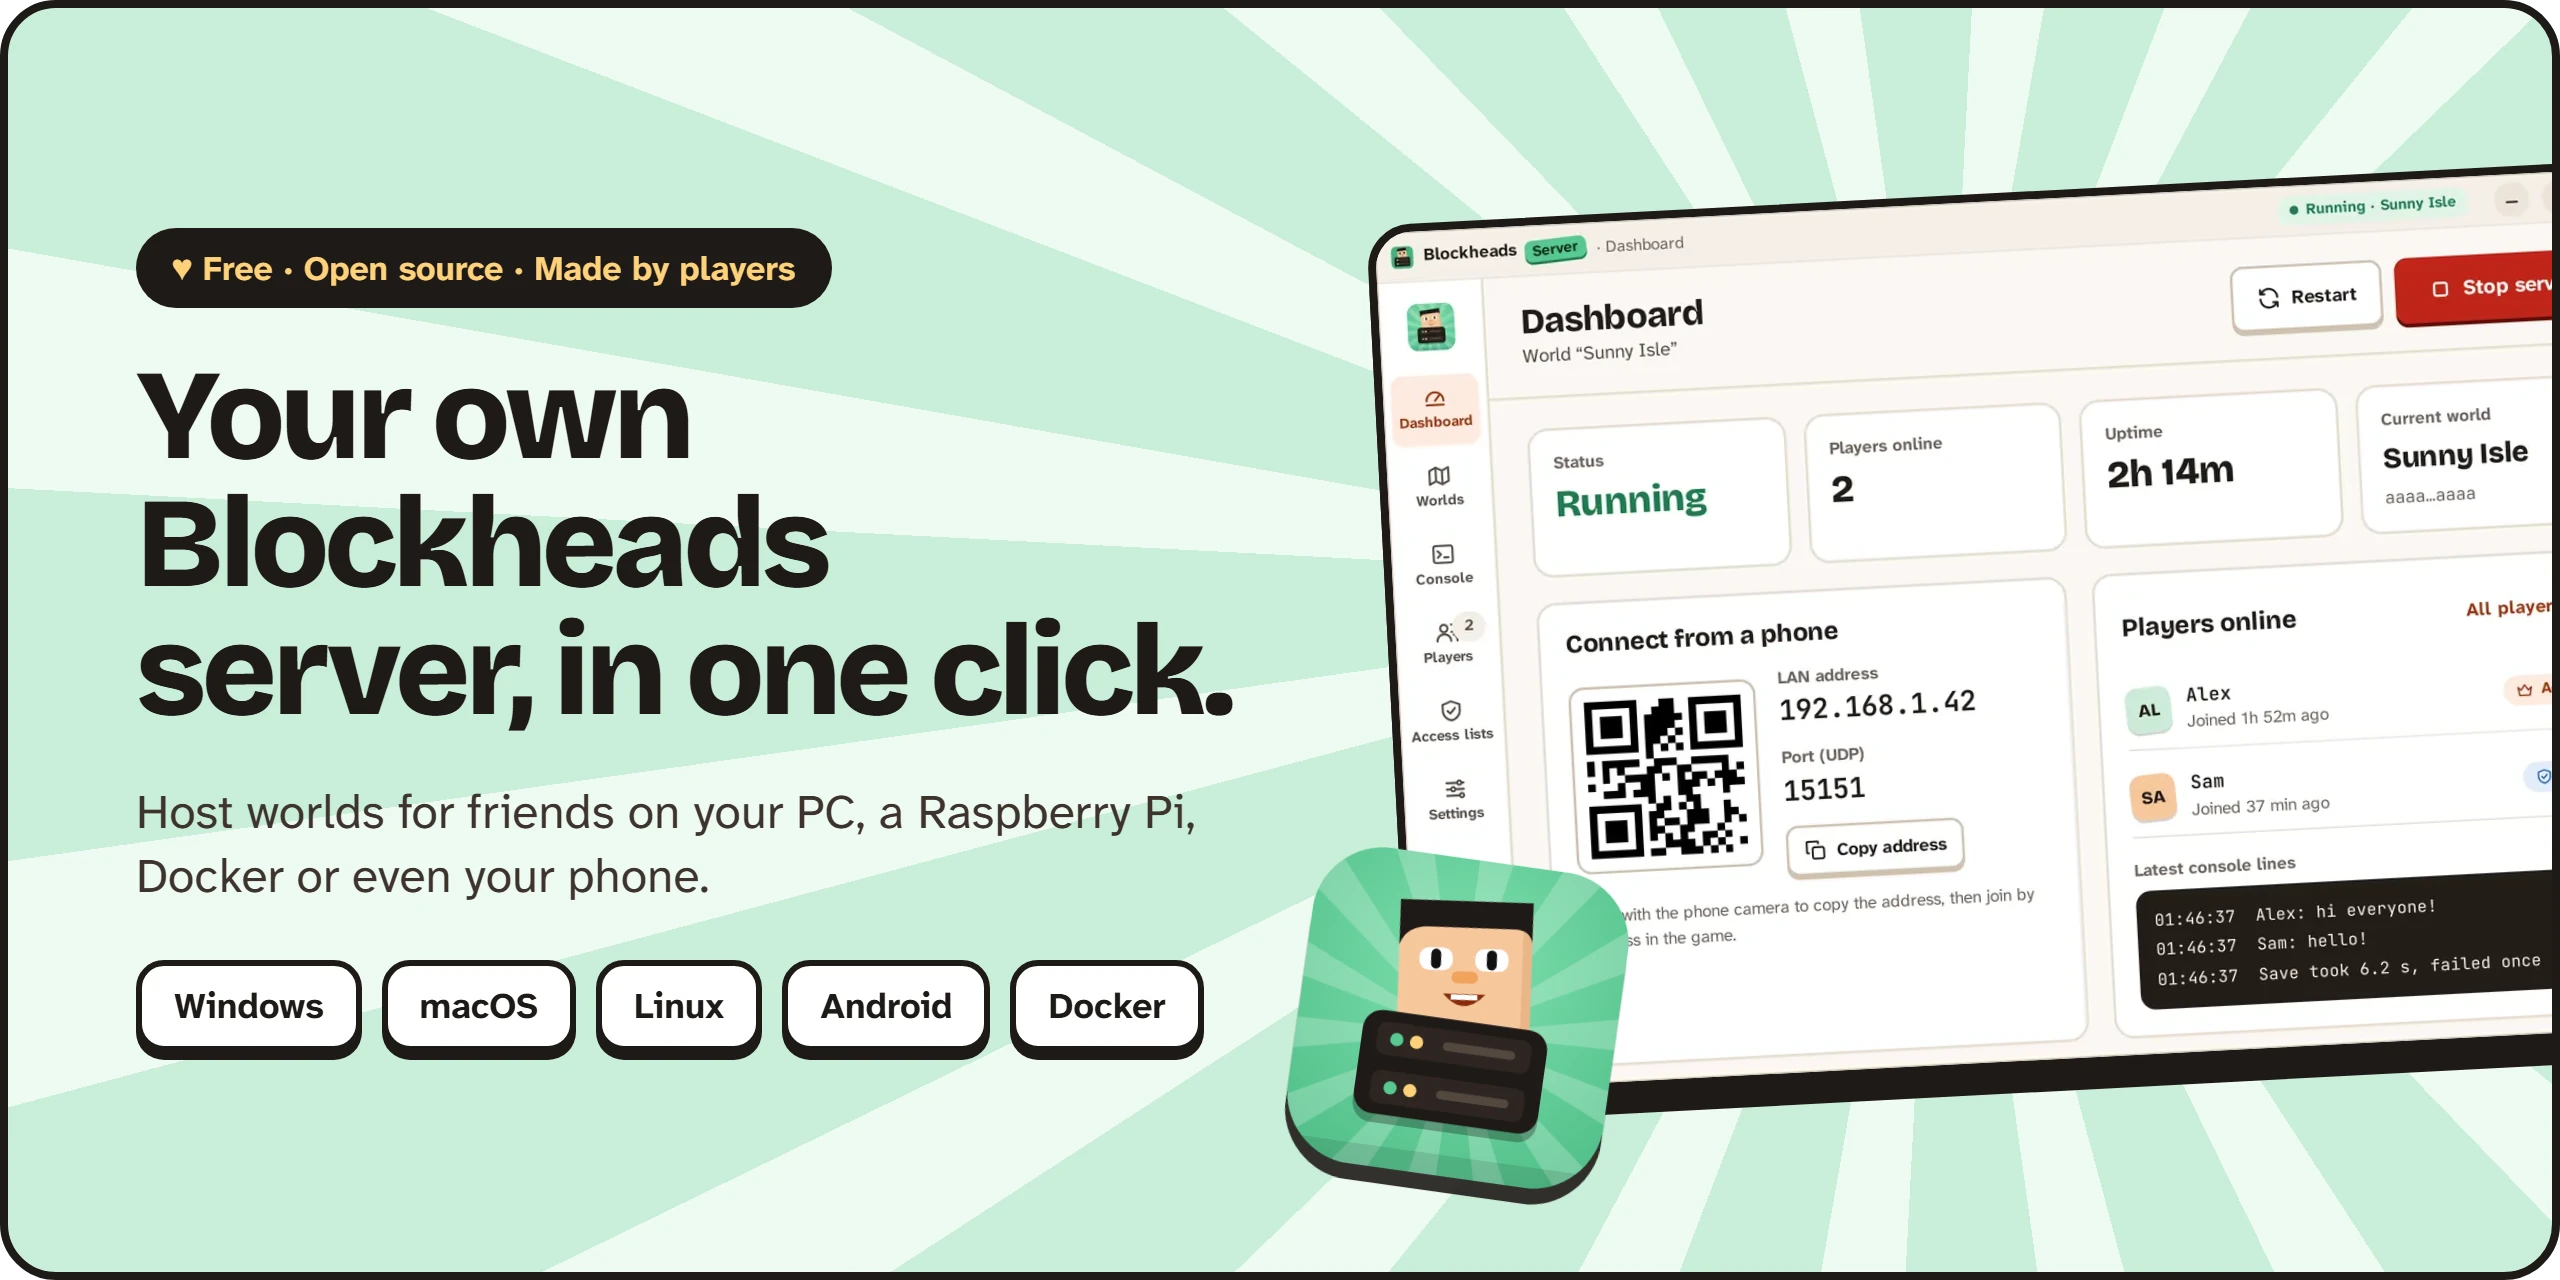 ♥ Free · Open source · Made by players
Your own
Blockheads
server, in one click.
Host worlds for friends on your PC, a Raspberry Pi,
Docker or even your phone.
Windows
macOS
Linux
Android
Docker
Blockheads Server · Dashboard
Running · Sunny Isle
Dashboard
World “Sunny Isle”
Restart
Stop
Dashboard
Worlds
Console
2
Players
Access lists
Settings
Status
Running
Players online
2
Uptime
2h 14m
Current world
Sunny Isle
aaaa…aaaa
Connect from a phone
LAN address
192.168.1.42
Port (UDP)
15151
Copy address
with the phone camera to copy the address, then join by
in the game.
Players online
All
AL
Alex
Joined 1h 52m ago
SA
Sam
Joined 37 min ago
Latest console lines
01:46:37 Alex: hi everyone!
01:46:37 Sam: hello!
01:46:37 Save took 6.2 s, failed once